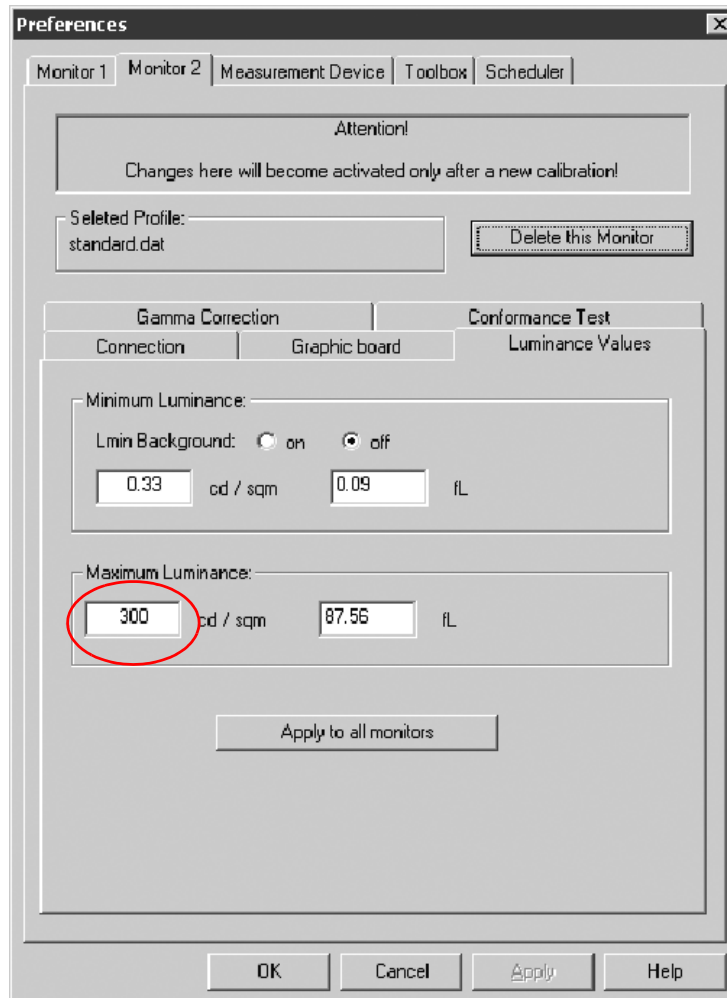 Preferences
Monitor 1 Monitor 2 Measurement Device Toolbox Scheduler
Attention!
Changes here will become activated only after a new calibration!
Seleted Profile:
standard.dat
Delete this Monitor
Gamma Correction Conformance Test
Connection Graphic board Luminance Values
Minimum Luminance:
Lmin Background: on off
0.33 cd / sqm 0.09 fL
Maximum Luminance:
300 cd / sqm 87.56 fL
Apply to all monitors
OK Cancel Apply Help